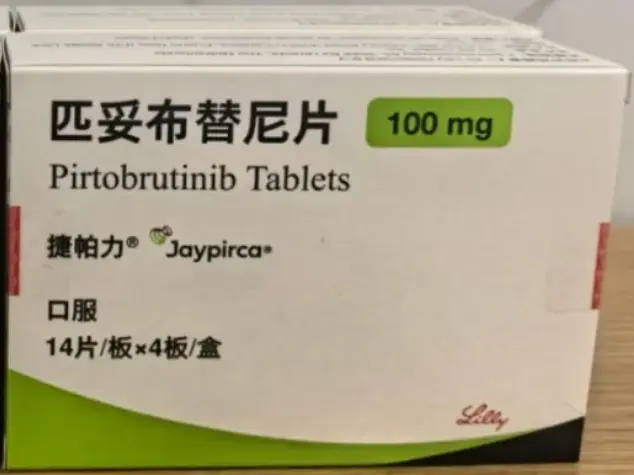 匹妥布替尼片 100 mg
Pirtobrutinib Tablets
捷帕力® Jaypirca®
口服
14片/板×4板/盒
Lilly